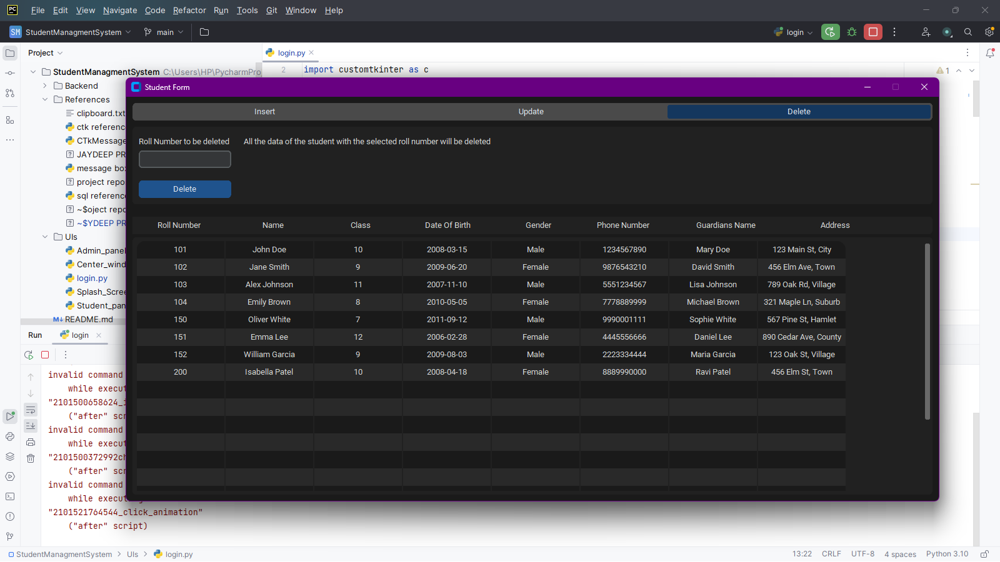 PC File Edit View Navigate Code Refactor Run Tools Git Window Help
SM StudentManagmentSystem main login
Project login.py
StudentManagmentSystem C:\Users\HP\PycharmPro
2 import customtkinter as c
1
Backend
References
clipboard.txt
ctk referenc
CTkMessage
JAYDEEP PR
message box
project repo
sql reference
~$oject repo
~$YDEEP PR
UIs
Admin_panel
Center_wind
login.py
Splash_Scree
Student_pan
M↓ README.md
Student Form
Insert Update Delete
Roll Number to be deleted All the data of the student with the selected roll number will be deleted
Delete
Roll Number Name Class Date Of Birth Gender Phone Number Guardians Name Address
101 John Doe 10 2008-03-15 Male 1234567890 Mary Doe 123 Main St, City
102 Jane Smith 9 2009-06-20 Female 9876543210 David Smith 456 Elm Ave, Town
103 Alex Johnson 11 2007-11-10 Male 5551234567 Lisa Johnson 789 Oak Rd, Village
104 Emily Brown 8 2010-05-05 Female 7778889999 Michael Brown 321 Maple Ln, Suburb
150 Oliver White 7 2011-09-12 Male 9990001111 Sophie White 567 Pine St, Hamlet
151 Emma Lee 12 2006-02-28 Female 4445556666 Daniel Lee 890 Cedar Ave, County
152 William Garcia 9 2009-08-03 Male 2223334444 Maria Garcia 123 Oak St, Village
200 Isabella Patel 10 2008-04-18 Female 8889990000 Ravi Patel 456 Elm St, Town
Run login
invalid command
while execut
"2101500658624_i
("after" scr
invalid command
while execut
"2101500372992ch
("after" scr
invalid command
while execut
"2101521764544_click_animation"
("after" script)
StudentManagmentSystem > UIs > login.py 13:22 CRLF UTF-8 4 spaces Python 3.10